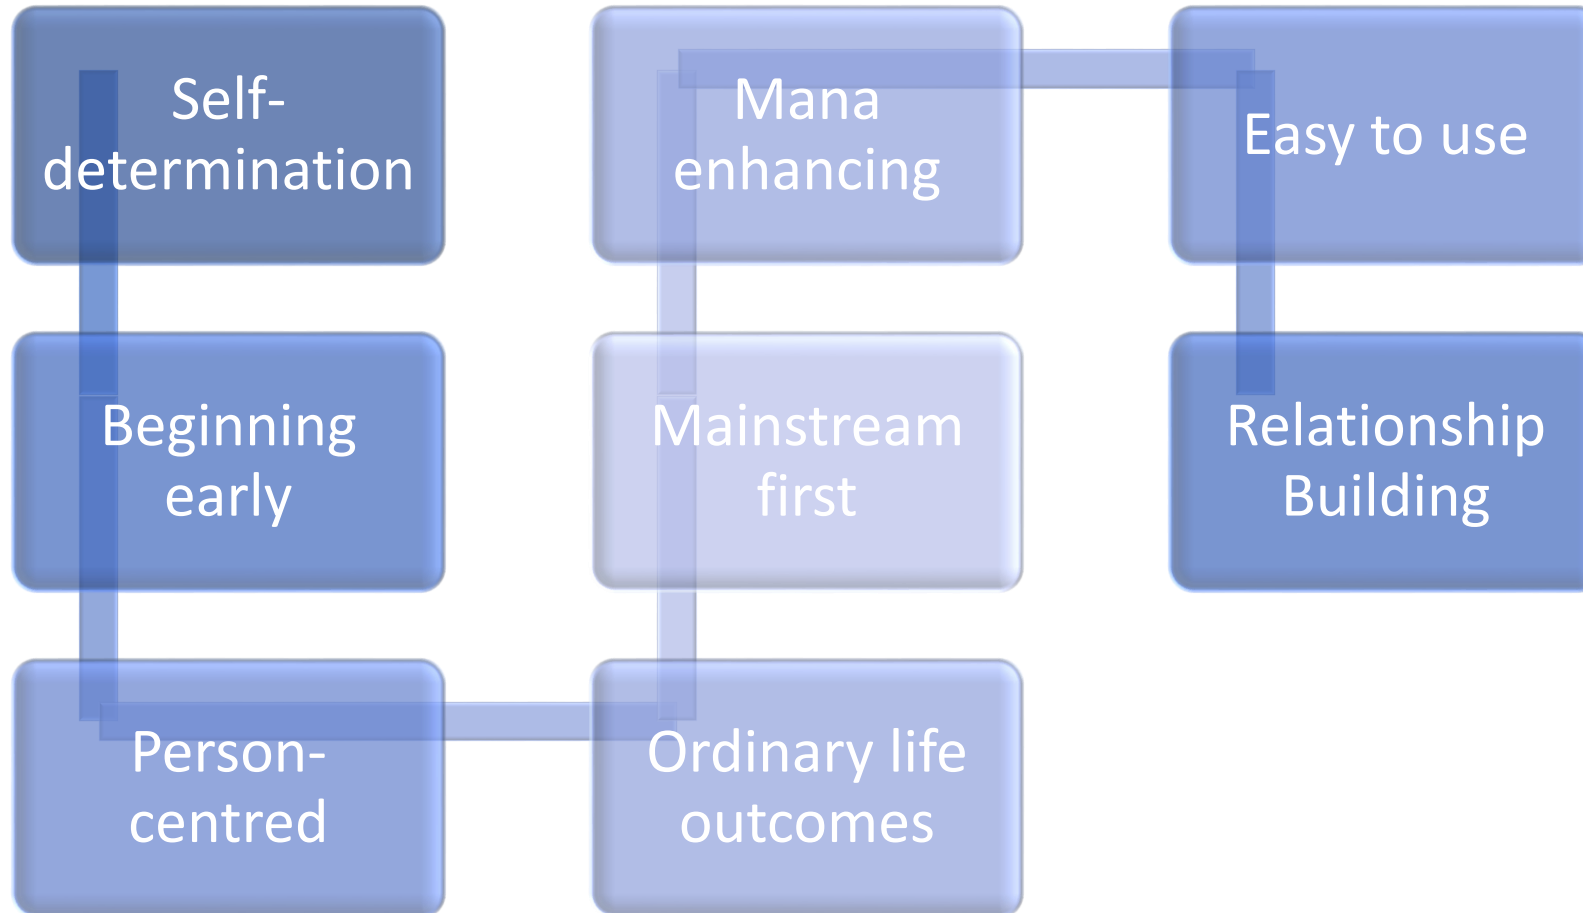 Self-
determination
Beginning
early
Person-
centred
Ordinary life
outcomes
Mainstream
first
Mana
enhancing
Easy to use
Relationship
Building